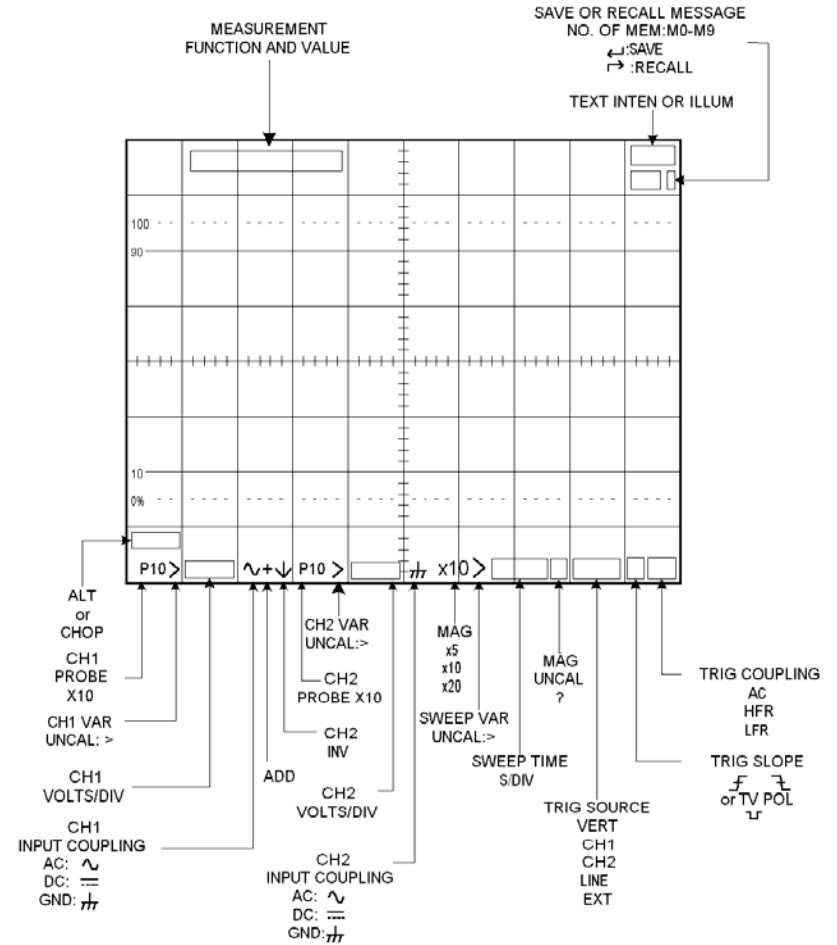 SAVE OR RECALL MESSAGE
NO. OF MEM:M0-M9
↵:SAVE
↱:RECALL
MEASUREMENT
FUNCTION AND VALUE
TEXT INTEN OR ILLUM
100
90
10
0%
P10 > ∿+↓ P10 > x10 >
ALT
or
CHOP
CH1
PROBE
X10
CH1 VAR
UNCAL: >
CH1
VOLTS/DIV
CH1
INPUT COUPLING
AC: ∿
DC: ⎓
GND:
ADD
CH2
INV
CH2
PROBE X10
CH2 VAR
UNCAL:>
CH2
VOLTS/DIV
CH2
INPUT COUPLING
AC: ∿
DC: ⎓
GND:
MAG
x5
x10
x20
SWEEP VAR
UNCAL:>
SWEEP TIME
S/DIV
MAG
UNCAL
?
TRIG SOURCE
VERT
CH1
CH2
LINE
EXT
TRIG COUPLING
AC
HFR
LFR
TRIG SLOPE
or TV POL